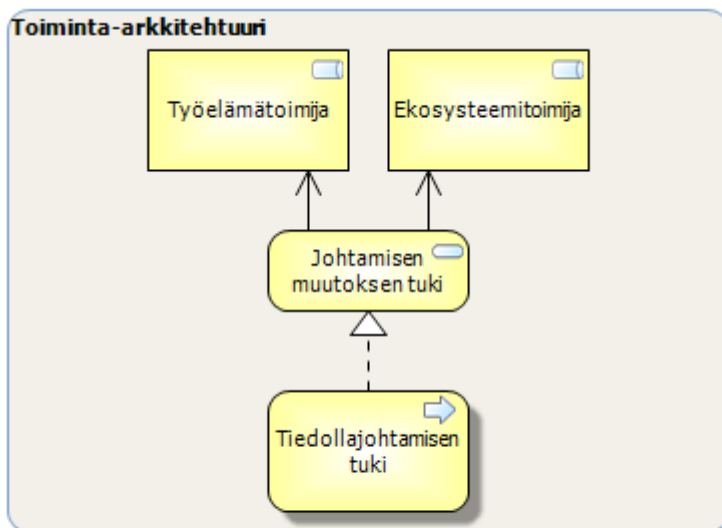 Toiminta-arkkitehtuuri
Työelämätoimija
Ekosysteemitoimija
Johtamisen
muutoksen tuki
Tiedollajohtamisen
tuki